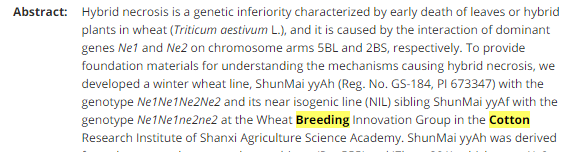 Abstract: Hybrid necrosis is a genetic inferiority characterized by early death of leaves or hybrid
plants in wheat (Triticum aestivum L.), and it is caused by the interaction of dominant
genes Ne1 and Ne2 on chromosome arms 5BL and 2BS, respectively. To provide
foundation materials for understanding the mechanisms causing hybrid necrosis, we
developed a winter wheat line, ShunMai yyAh (Reg. No. GS-184, PI 673347) with the
genotype Ne1Ne1Ne2Ne2 and its near isogenic line (NIL) sibling ShunMai yyAf with the
genotype Ne1Ne1ne2ne2 at the Wheat Breeding Innovation Group in the Cotton
Research Institute of Shanxi Agriculture Science Academy. ShunMai yyAh was derived